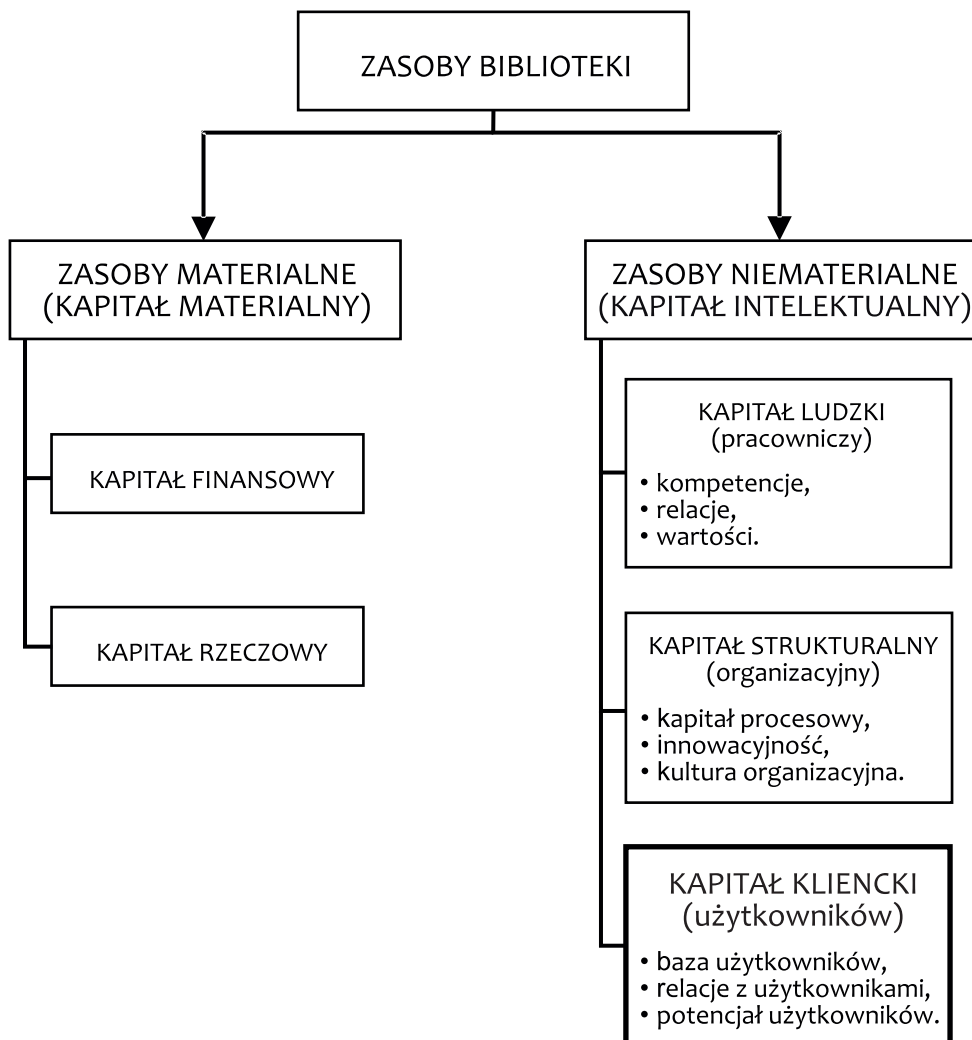 ZASOBY BIBLIOTEKI
ZASOBY MATERIALNE
(KAPITAŁ MATERIALNY)
KAPITAŁ FINANSOWY
KAPITAŁ RZECZOWY
ZASOBY NIEMATERIALNE
(KAPITAŁ INTELEKTUALNY)
KAPITAŁ LUDZKI
(pracowniczy)
• kompetencje,
• relacje,
• wartości.
KAPITAŁ STRUKTURALNY
(organizacyjny)
• kapitał procesowy,
• innowacyjność,
• kultura organizacyjna.
KAPITAŁ KLIENCKI
(użytkowników)
• baza użytkowników,
• relacje z użytkownikami,
• potencjał użytkowników.